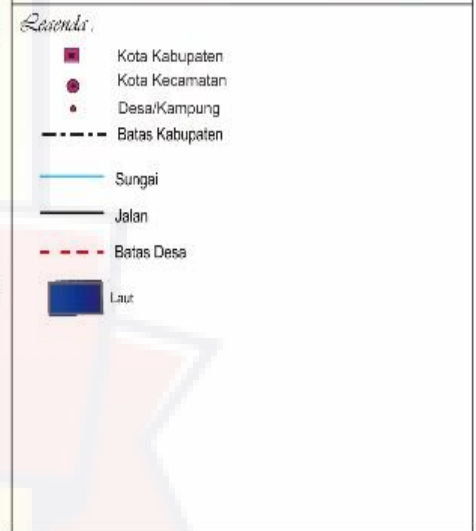 Legenda :
Kota Kabupaten
Kota Kecamatan
Desa/Kampung
Batas Kabupaten
Sungai
Jalan
Batas Desa
Laut